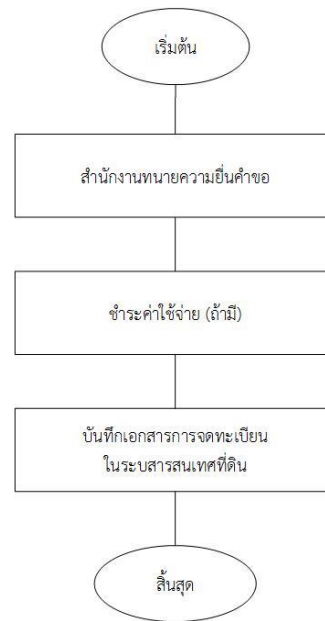 เริ่มต้น
สำนักงานทนายความยื่นคำขอ
ชำระค่าใช้จ่าย (ถ้ามี)
บันทึกเอกสารการจดทะเบียน
ในระบบสารสนเทศที่ดิน
สิ้นสุด